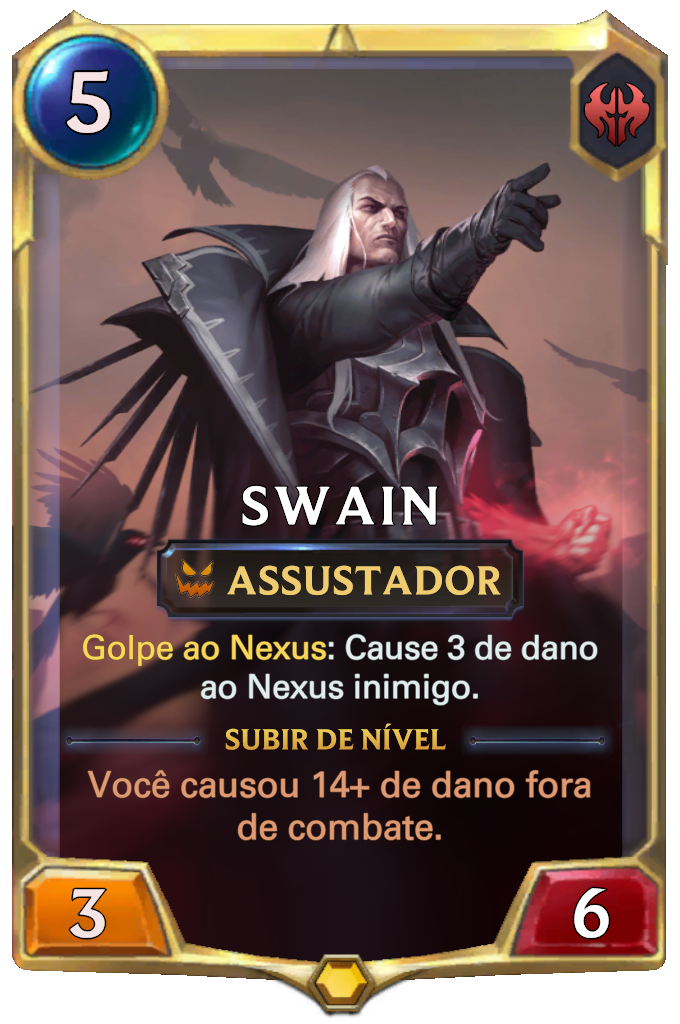 5
SWAIN
ASSUSTADOR
Golpe ao Nexus: Cause 3 de dano
ao Nexus inimigo.
SUBIR DE NÍVEL
Você causou 14+ de dano fora
de combate.
3
6